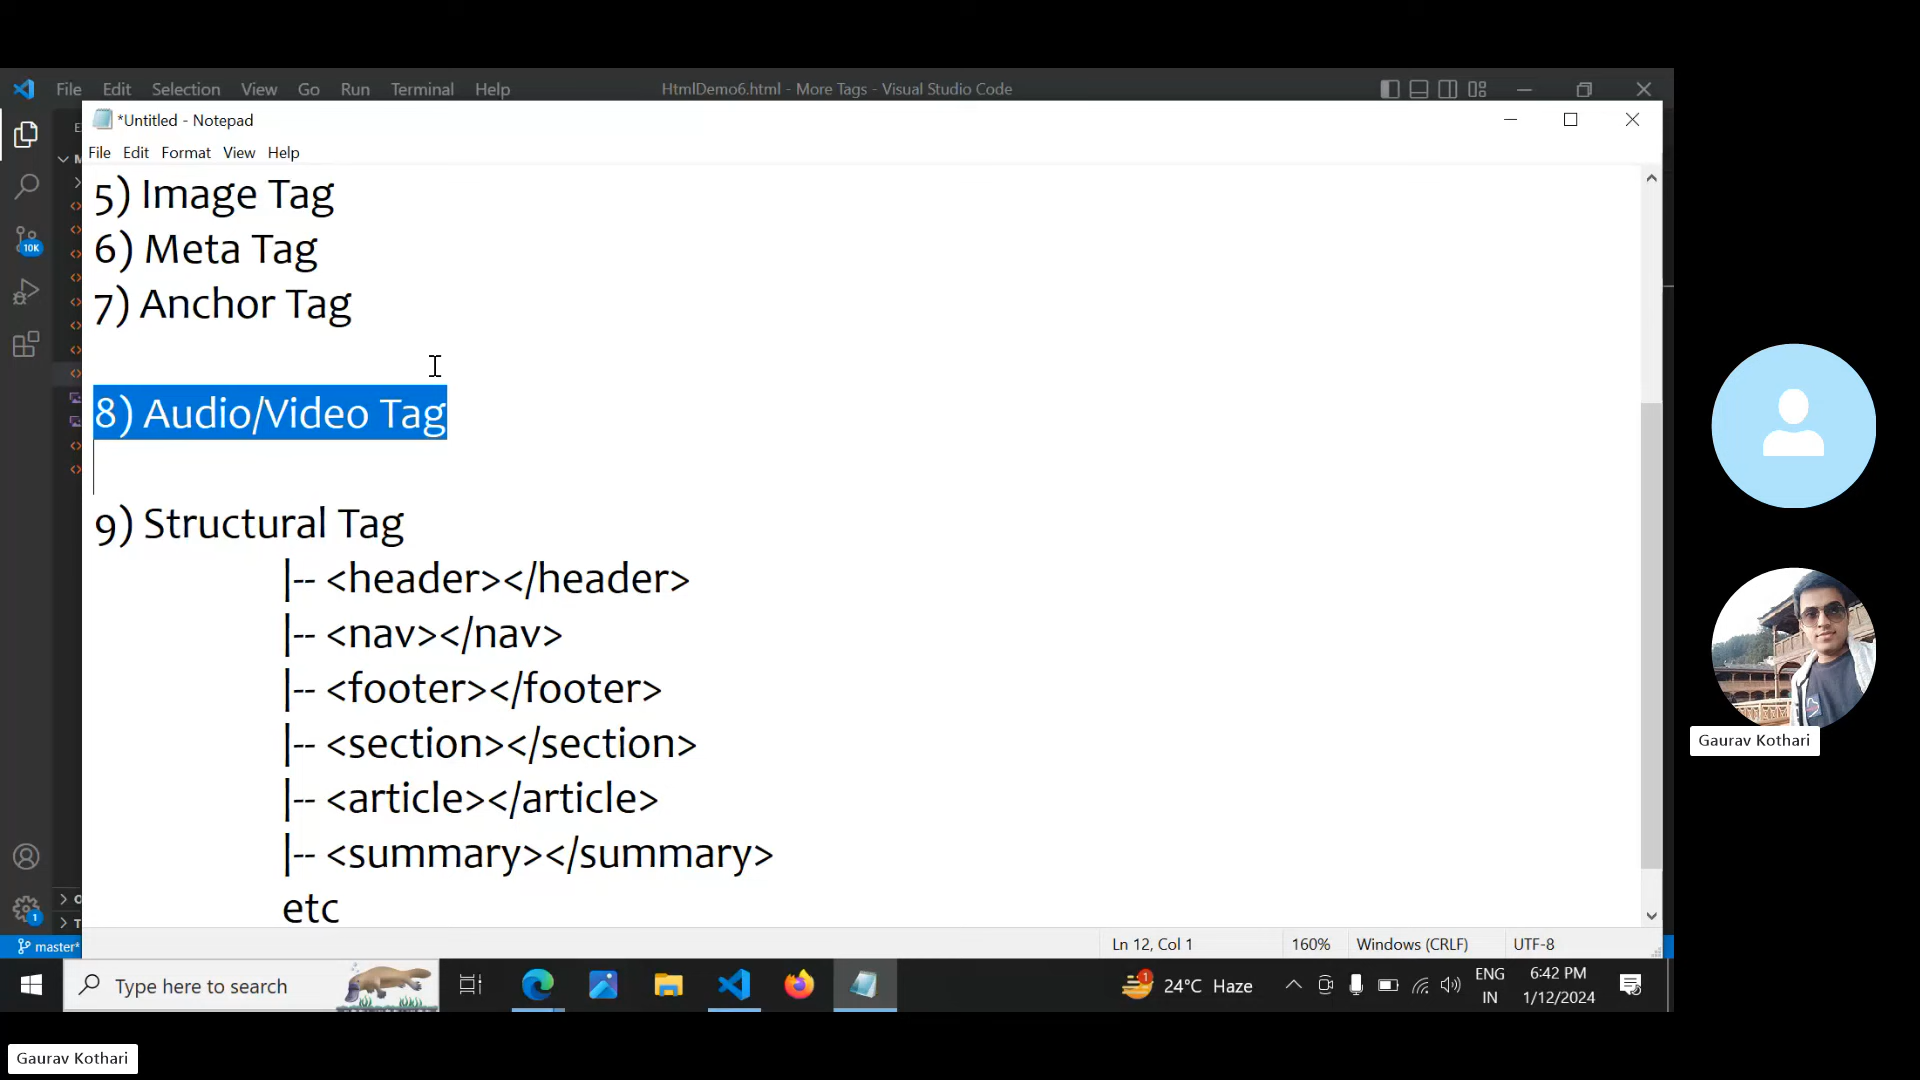 File Edit Selection View Go Run Terminal Help HtmlDemo6.html - More Tags - Visual Studio Code
*Untitled - Notepad
File Edit Format View Help
5) Image Tag
6) Meta Tag
7) Anchor Tag
8) Audio/Video Tag
9) Structural Tag
|-- <header></header>
|-- <nav></nav>
|-- <footer></footer>
|-- <section></section>
|-- <article></article>
|-- <summary></summary>
etc
10K
1
Ln 12, Col 1 160% Windows (CRLF) UTF-8
master*
Type here to search
1
24°C Haze
ENG
IN
6:42 PM
1/12/2024
Gaurav Kothari
Gaurav Kothari